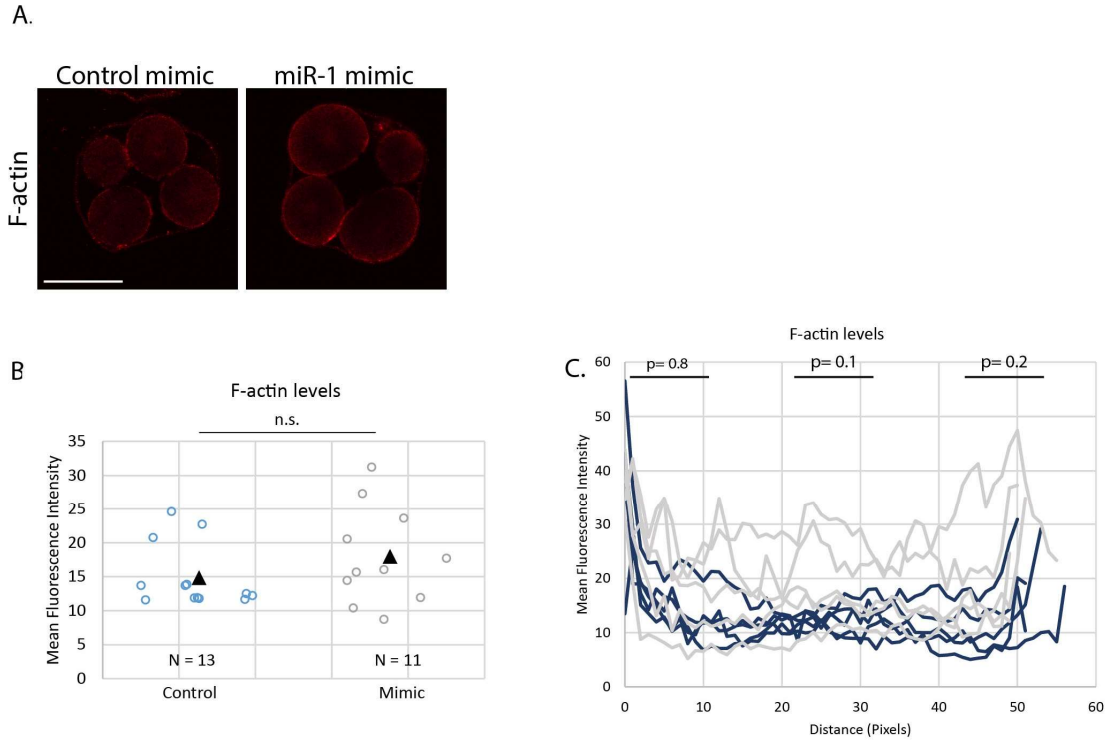 A.
Control mimic
miR-1 mimic
F-actin
B
F-actin levels
n.s.
Mean Fluorescence Intensity
35
30
25
20
15
10
5
0
N = 13
N = 11
Control
Mimic
C.
F-actin levels
p= 0.8
p= 0.1
p= 0.2
Mean Fluorescence Intensity
60
50
40
30
20
10
0
0
10
20
30
40
50
60
Distance (Pixels)